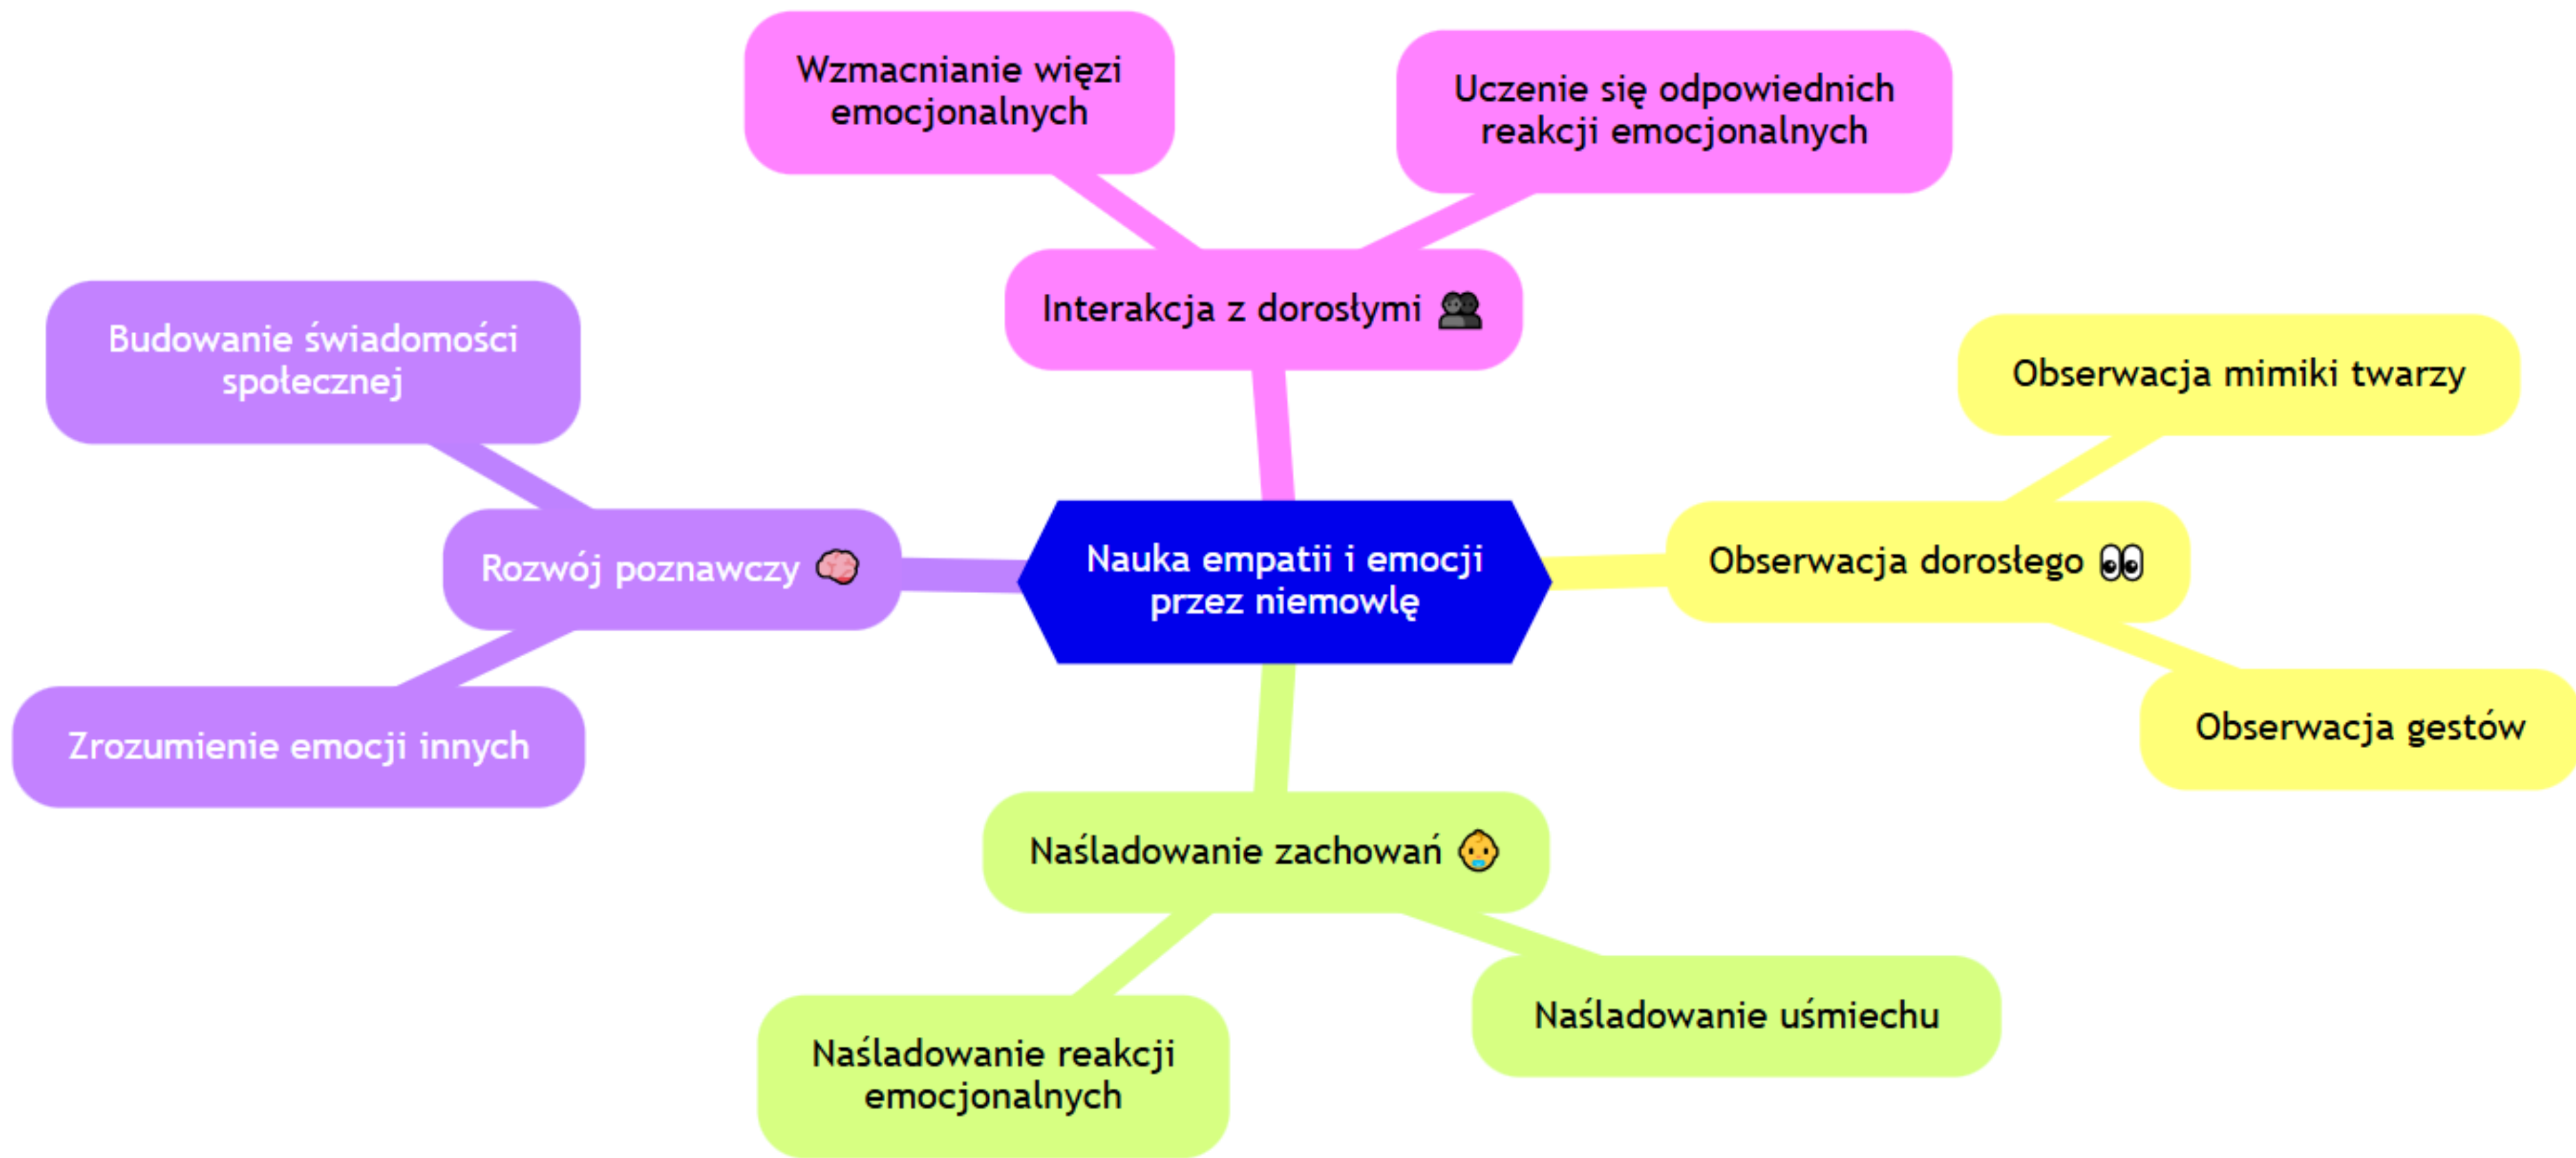 Wzmacnianie więzi
emocjonalnych
Uczenie się odpowiednich
reakcji emocjonalnych
Interakcja z dorosłymi
Budowanie świadomości
społecznej
Obserwacja mimiki twarzy
Rozwój poznawczy
Nauka empatii i emocji
przez niemowlę
Obserwacja dorosłego
Zrozumienie emocji innych
Obserwacja gestów
Naśladowanie zachowań
Naśladowanie reakcji
emocjonalnych
Naśladowanie uśmiechu